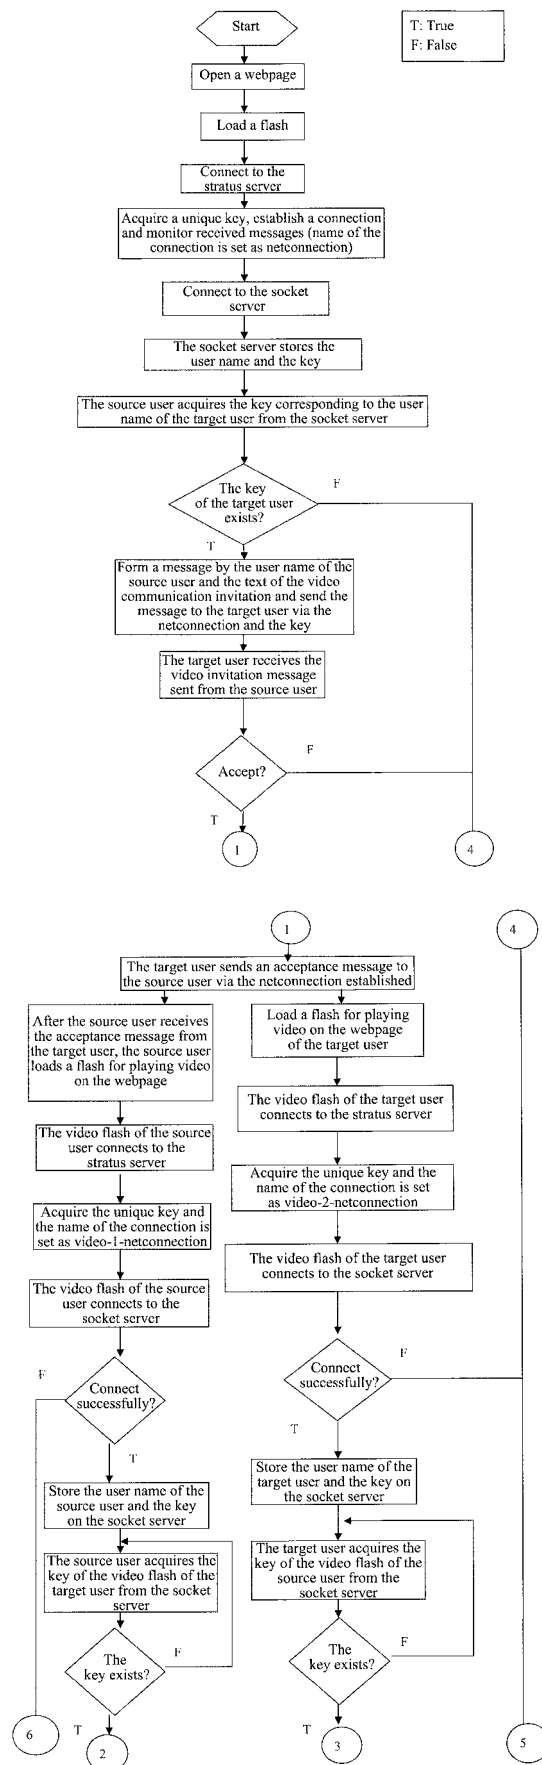 Start
T: True
F: False
Open a webpage
Load a flash
Connect to the
stratus server
Acquire a unique key, establish a connection
and monitor received messages (name of the
connection is set as netconnection)
Connect to the socket
server
The socket server stores the
user name and the key
The source user acquires the key corresponding to the user
name of the target user from the socket server
The key
of the target user
exists?
F
T
Form a message by the user name of the
source user and the text of the video
communication invitation and send the
message to the target user via the
netconnection and the key
The target user receives the
video invitation message
sent from the source user
Accept?
F
T
1
4
1
4
The target user sends an acceptance message to
the source user via the netconnection established
After the source user receives
the acceptance message from
the target user, the source user
loads a flash for playing video
on the webpage
Load a flash for playing
video on the webpage
of the target user
The video flash of the source
user connects to the
stratus server
The video flash of the target user
connects to the stratus server
Acquire the unique key and
the name of the connection is
set as video-1-netconnection
Acquire the unique key and the
name of the connection is set
as video-2-netconnection
The video flash of the source
user connects to the
socket server
The video flash of the target user
connects to the socket server
F
Connect
successfully?
T
Connect
successfully?
F
T
Store the user name of the
source user and the key
on the socket server
Store the user name of the
target user and the key on
the socket server
The source user acquires the
key of the video flash of the
target user from the socket
server
The target user acquires the
key of the video flash of the
source user from the
socket server
The
key exists?
F
T
The
key exists?
F
T
6
2
3
5